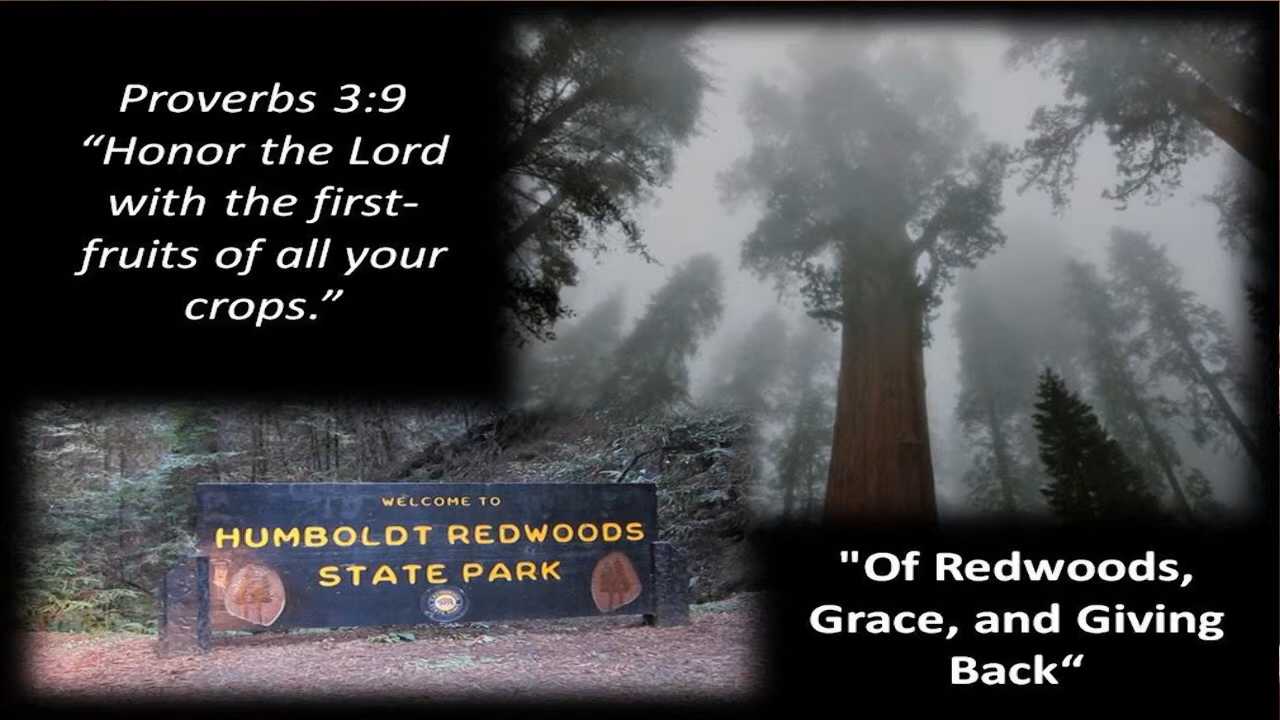 Proverbs 3:9
“Honor the Lord
with the first-
fruits of all your
crops.”
WELCOME TO
HUMBOLDT REDWOODS
STATE PARK
"Of Redwoods,
Grace, and Giving
Back“